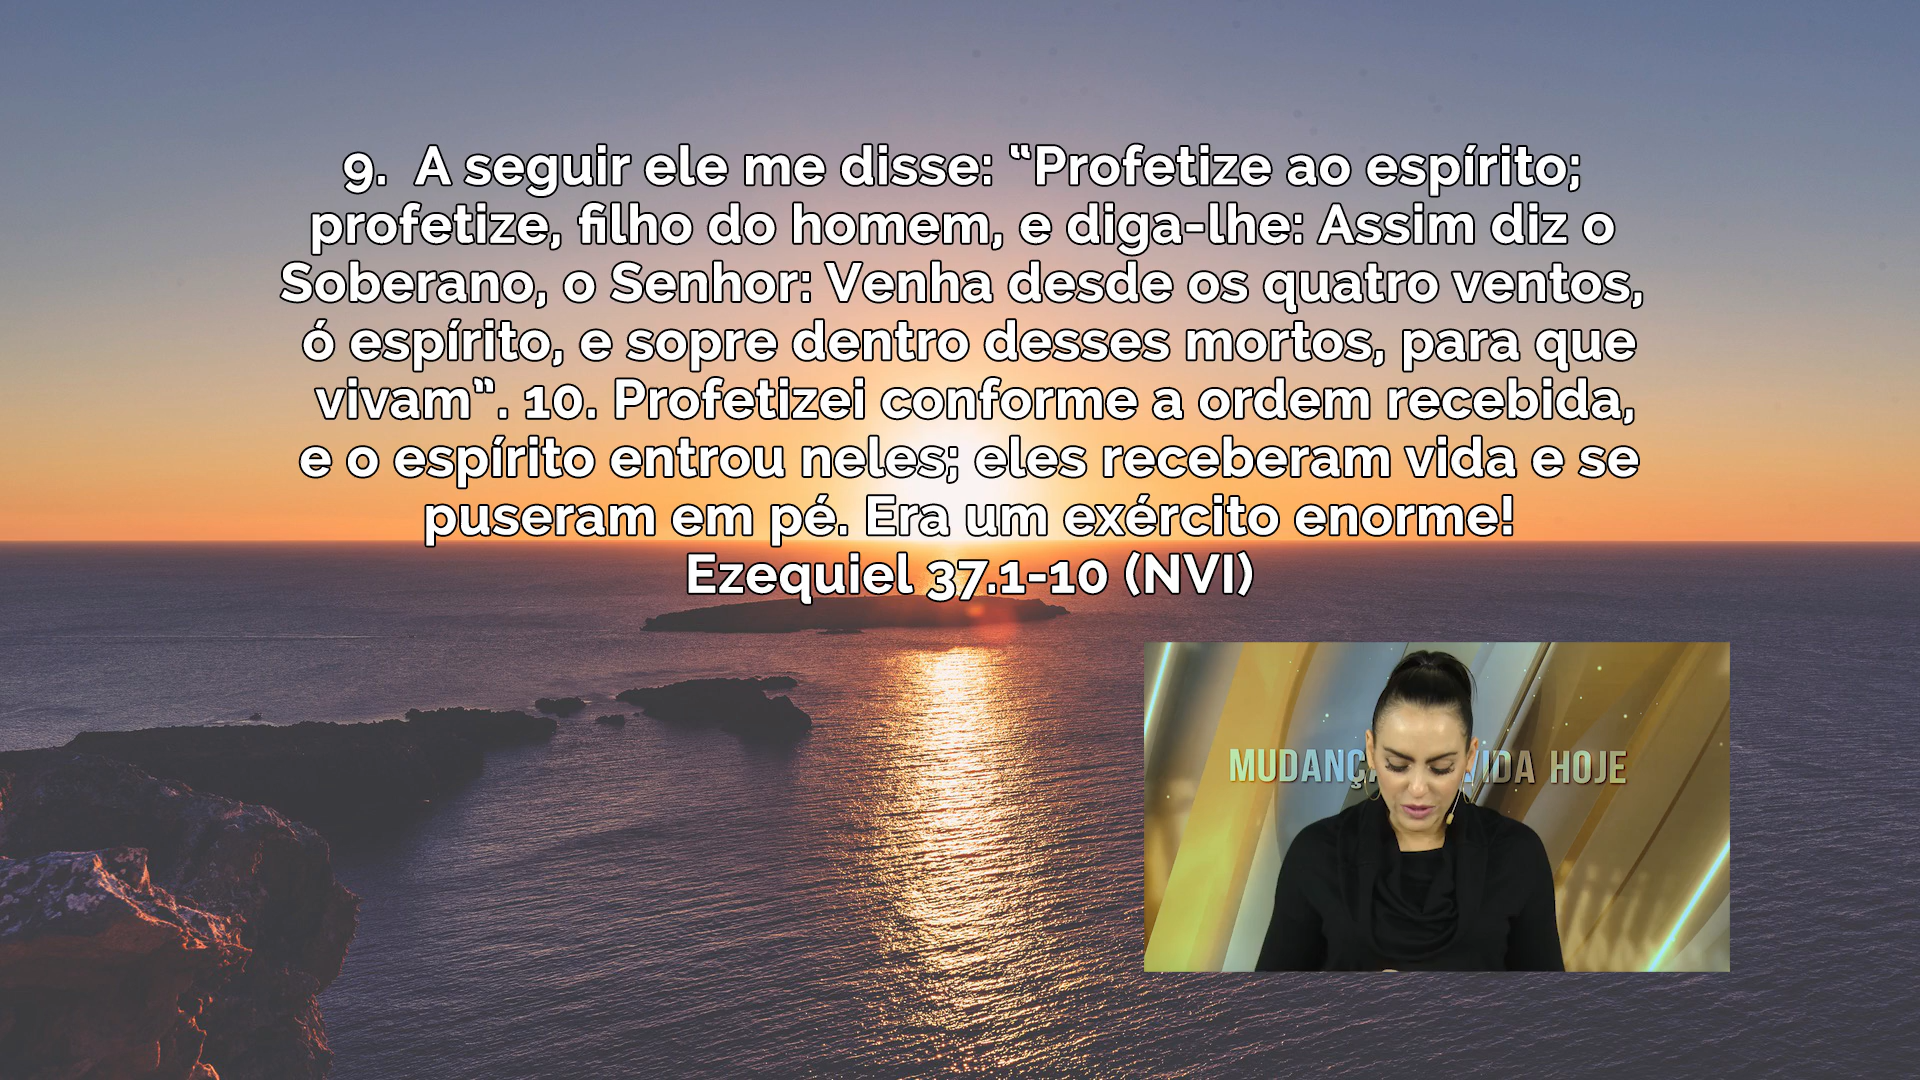 9.  A seguir ele me disse: “Profetize ao espírito;
profetize, filho do homem, e diga-lhe: Assim diz o
Soberano, o Senhor: Venha desde os quatro ventos,
ó espírito, e sopre dentro desses mortos, para que
vivam”. 10. Profetizei conforme a ordem recebida,
e o espírito entrou neles; eles receberam vida e se
puseram em pé. Era um exército enorme!
Ezequiel 37.1-10 (NVI)
MUDANÇA VIDA HOJE